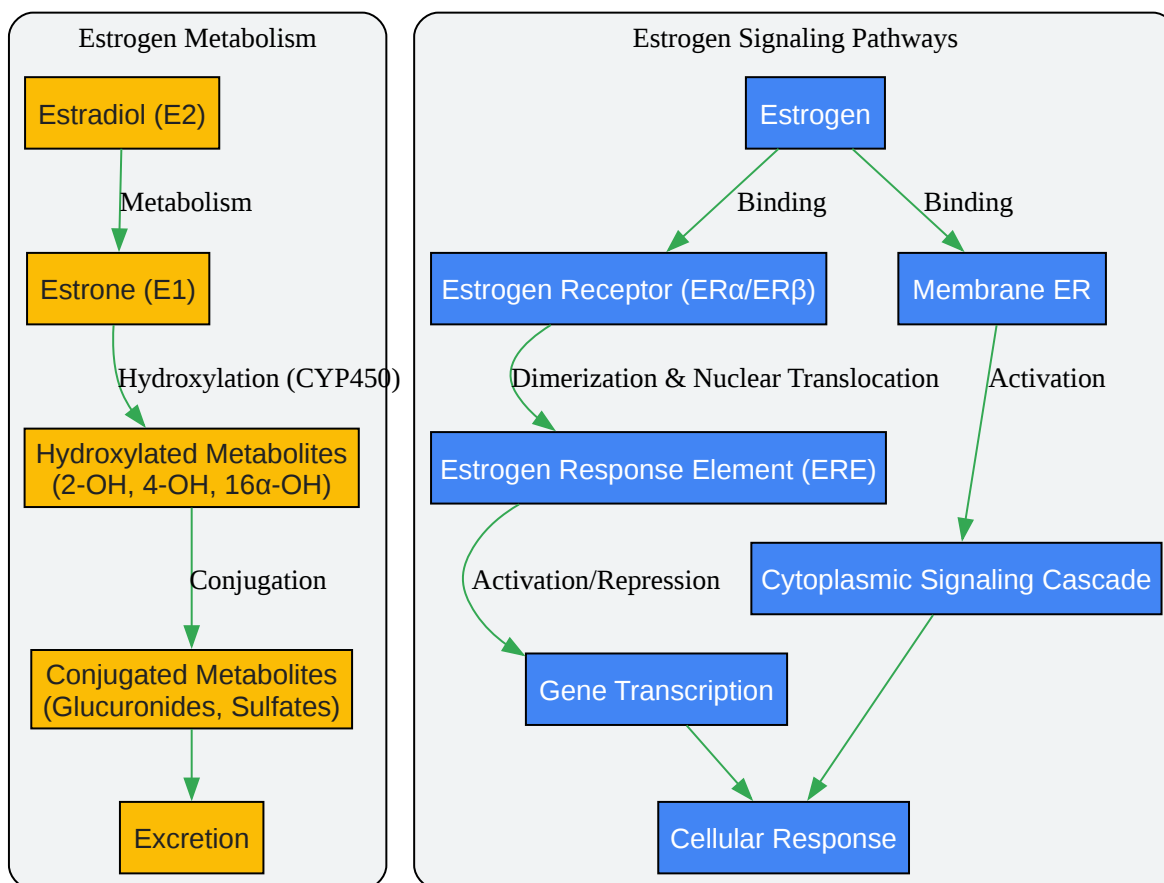 Estrogen Metabolism
Estradiol (E2)
Metabolism
Estrone (E1)
Hydroxylation (CYP450)
Hydroxylated Metabolites
(2-OH, 4-OH, 16α-OH)
Conjugation
Conjugated Metabolites
(Glucuronides, Sulfates)
Excretion
Estrogen Signaling Pathways
Estrogen
Binding
Binding
Estrogen Receptor (ERα/ERβ)
Membrane ER
Dimerization & Nuclear Translocation
Activation
Estrogen Response Element (ERE)
Activation/Repression
Cytoplasmic Signaling Cascade
Gene Transcription
Cellular Response